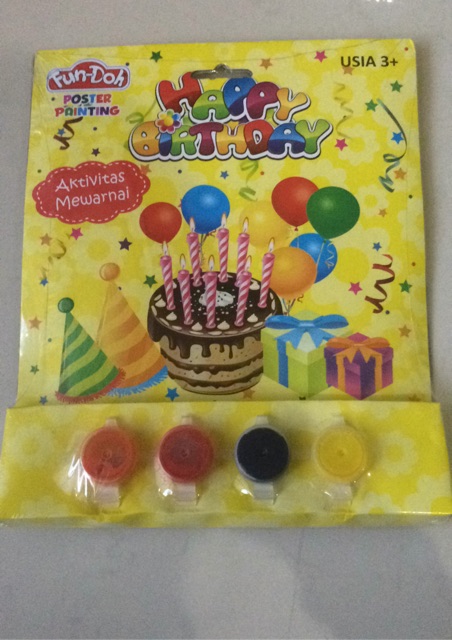 Fun-Doh
POSTER
PAINTING
USIA 3+
HAPPY
BIRTHDAY
Aktivitas
Mewarnai